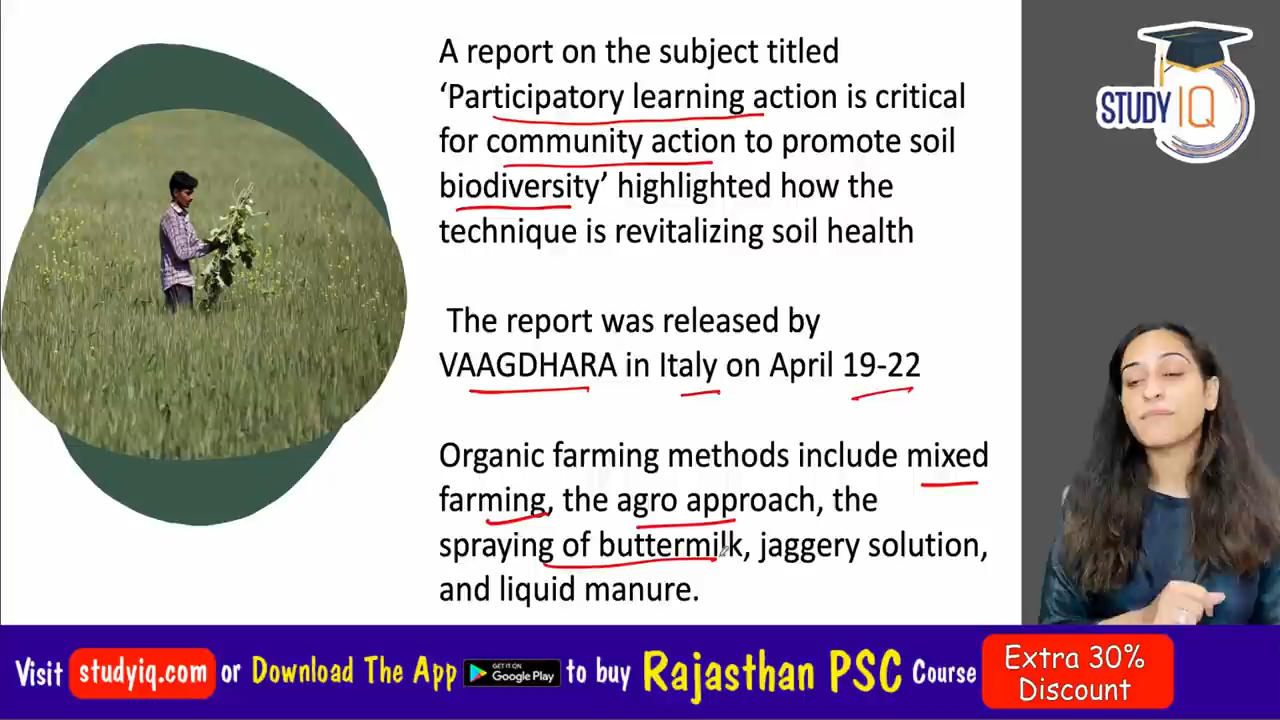 A report on the subject titled
‘Participatory learning action is critical
for community action to promote soil
biodiversity’ highlighted how the
technique is revitalizing soil health
The report was released by
VAAGDHARA in Italy on April 19-22
Organic farming methods include mixed
farming, the agro approach, the
spraying of buttermilk, jaggery solution,
and liquid manure.
STUDY IQ
Visit studyiq.com or Download The App GET IT ON Google Play to buy Rajasthan PSC Course
Extra 30%
Discount